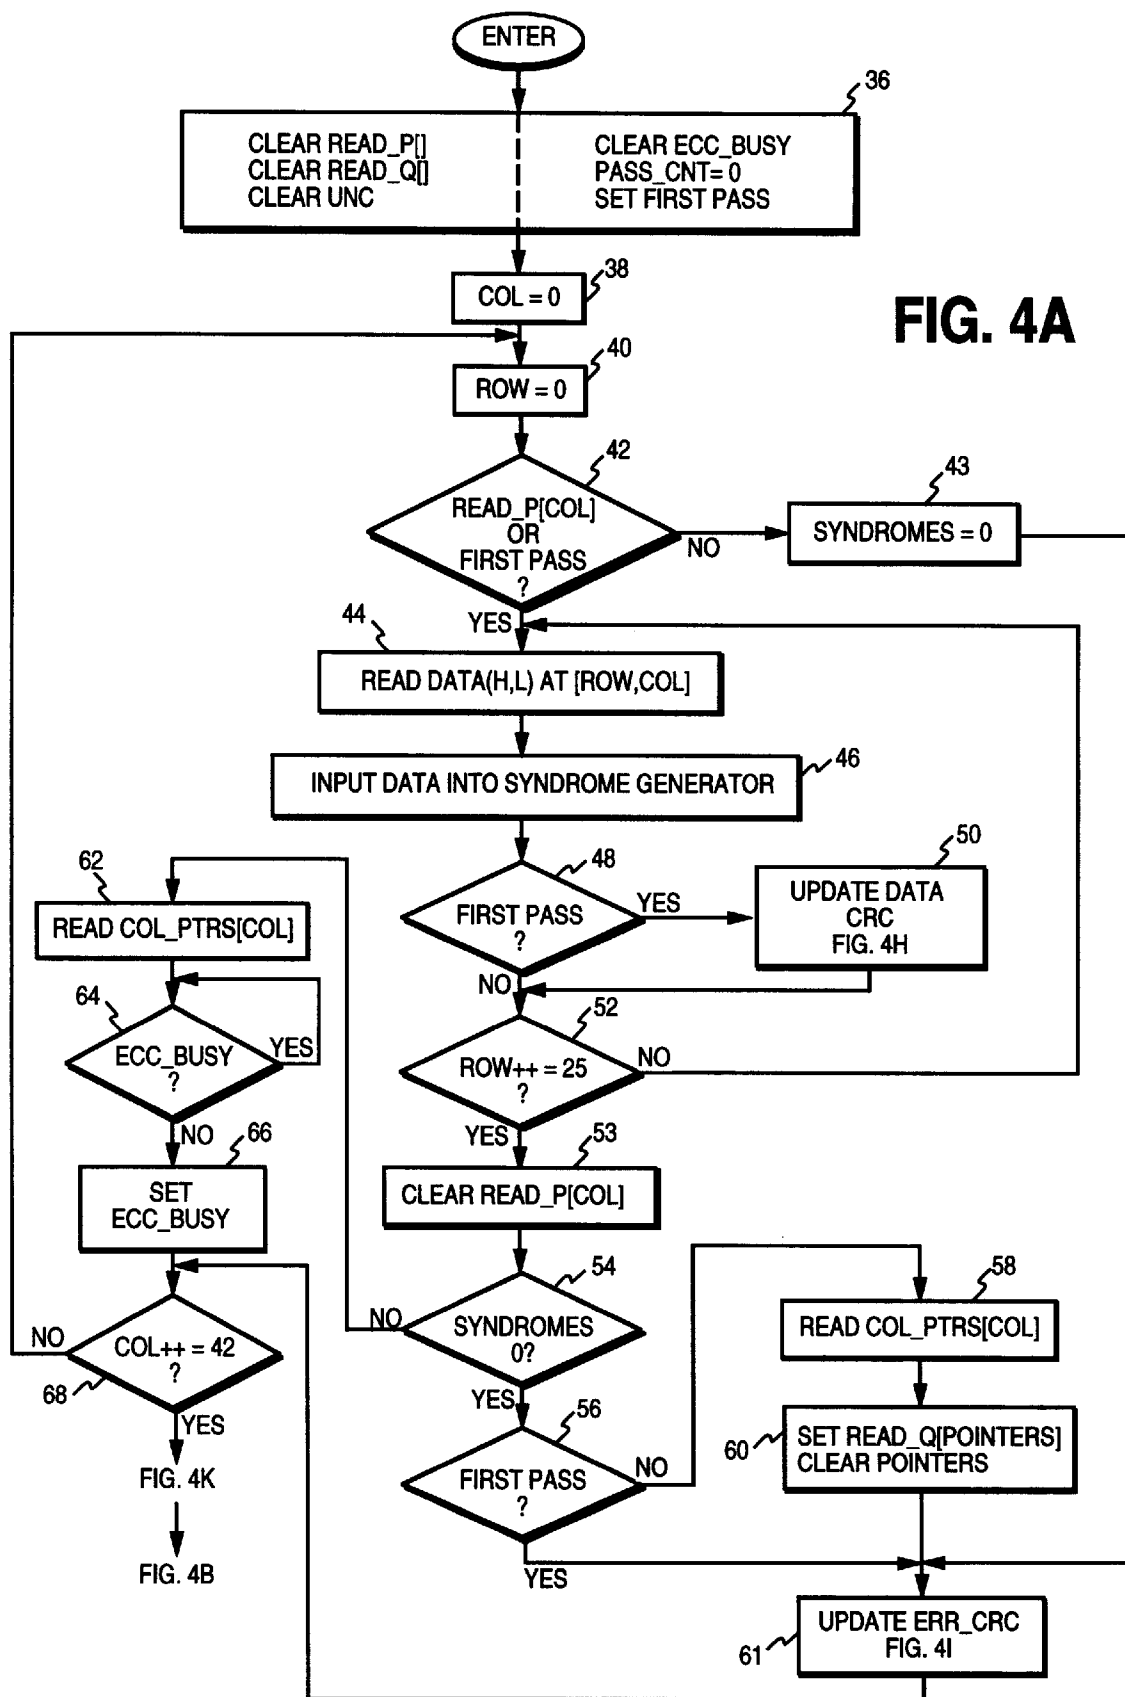 ENTER
36
CLEAR READ_P[]
CLEAR READ_Q[]
CLEAR UNC
CLEAR ECC_BUSY
PASS_CNT= 0
SET FIRST PASS
38
COL = 0
FIG. 4A
40
ROW = 0
42
READ_P[COL]
OR
FIRST PASS
?
NO
43
SYNDROMES = 0
YES
44
READ DATA(H,L) AT [ROW,COL]
INPUT DATA INTO SYNDROME GENERATOR
46
48
FIRST PASS
?
YES
50
UPDATE DATA
CRC
FIG. 4H
NO
52
ROW++ = 25
?
NO
YES
53
CLEAR READ_P[COL]
54
SYNDROMES
0?
NO
YES
56
FIRST PASS
?
NO
YES
58
READ COL_PTRS[COL]
60
SET READ_Q[POINTERS]
CLEAR POINTERS
61
UPDATE ERR_CRC
FIG. 4I
62
READ COL_PTRS[COL]
64
ECC_BUSY
?
YES
NO
66
SET
ECC_BUSY
NO
COL++ = 42
?
68
YES
FIG. 4K
FIG. 4B